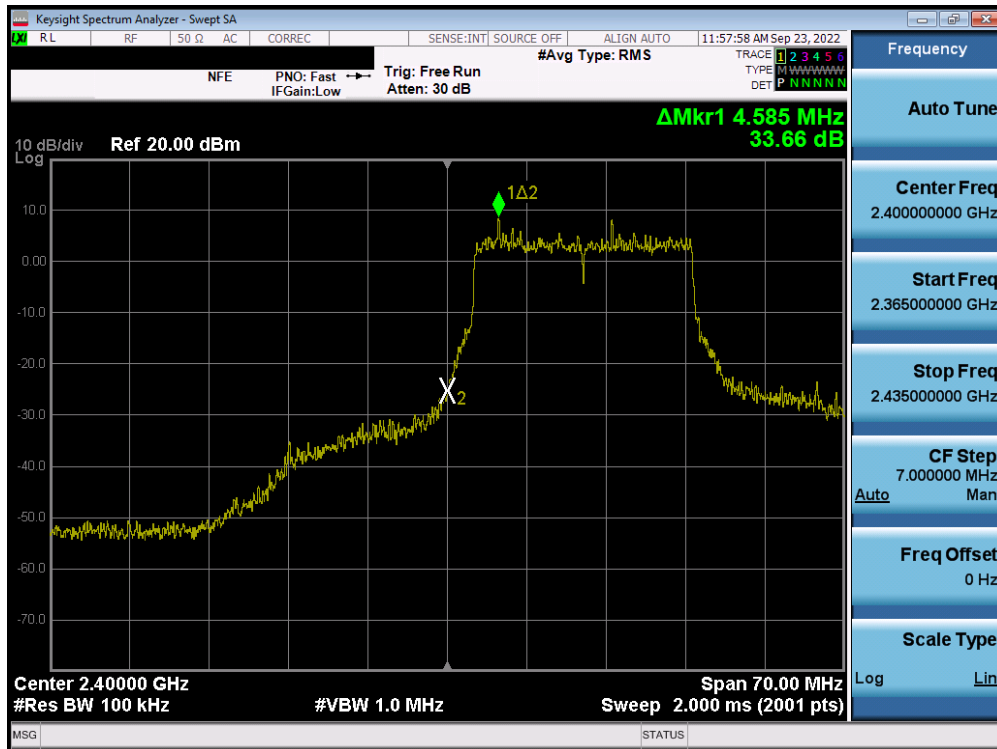 Keysight Spectrum Analyzer - Swept SA
LXI RL RF 50 Ω AC CORREC SENSE:INT SOURCE OFF ALIGN AUTO 11:57:58 AM Sep 23, 2022
NFE PNO: Fast Trig: Free Run #Avg Type: RMS TRACE 1 2 3 4 5 6
IFGain:Low Atten: 30 dB TYPE M WWWWW
DET P N N N N N
Frequency
ΔMkr1 4.585 MHz
33.66 dB
10 dB/div Ref 20.00 dBm
Log
1Δ2
10.0
0.00
-10.0
-20.0
2
-30.0
-40.0
-50.0
-60.0
-70.0
Center 2.40000 GHz Span 70.00 MHz
#Res BW 100 kHz #VBW 1.0 MHz Sweep 2.000 ms (2001 pts)
Auto Tune
Center Freq
2.400000000 GHz
Start Freq
2.365000000 GHz
Stop Freq
2.435000000 GHz
CF Step
7.000000 MHz
Auto Man
Freq Offset
0 Hz
Scale Type
Log Lin
MSG STATUS